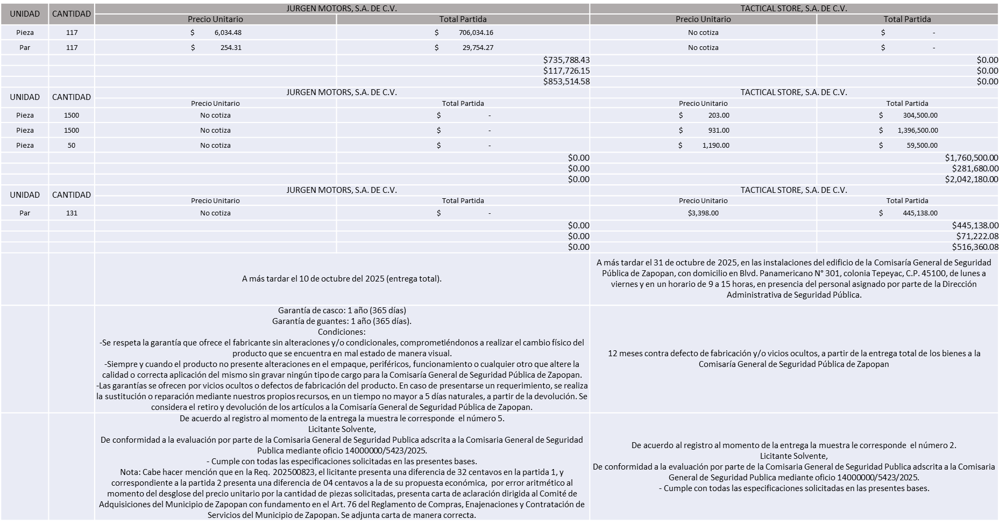 UNIDAD CANTIDAD JURGEN MOTORS, S.A. DE C.V. TACTICAL STORE, S.A. DE C.V.
Precio Unitario Total Partida Precio Unitario Total Partida
Pieza 117 $ 6,034.48 $ 706,034.16 No cotiza $ -
Par 117 $ 254.31 $ 29,754.27 No cotiza $ -
$735,788.43 $0.00
$117,726.15 $0.00
$853,514.58 $0.00
UNIDAD CANTIDAD JURGEN MOTORS, S.A. DE C.V. TACTICAL STORE, S.A. DE C.V.
Precio Unitario Total Partida Precio Unitario Total Partida
Pieza 1500 No cotiza $ - $ 203.00 $ 304,500.00
Pieza 1500 No cotiza $ - $ 931.00 $ 1,396,500.00
Pieza 50 No cotiza $ - $ 1,190.00 $ 59,500.00
$0.00 $1,760,500.00
$0.00 $281,680.00
$0.00 $2,042,180.00
UNIDAD CANTIDAD JURGEN MOTORS, S.A. DE C.V. TACTICAL STORE, S.A. DE C.V.
Precio Unitario Total Partida Precio Unitario Total Partida
Par 131 No cotiza $ - $3,398.00 $ 445,138.00
$0.00 $445,138.00
$0.00 $71,222.08
$0.00 $516,360.08
A más tardar el 10 de octubre del 2025 (entrega total).
A más tardar el 31 de octubre de 2025, en las instalaciones del edificio de la Comisaría General de Seguridad
Pública de Zapopan, con domicilio en Blvd. Panamericano N° 301, colonia Tepeyac, C.P. 45100, de lunes a
viernes y en un horario de 9 a 15 horas, en presencia del personal asignado por parte de la Dirección
Administrativa de Seguridad Pública.
Garantía de casco: 1 año (365 días)
Garantía de guantes: 1 año (365 días).
Condiciones:
-Se respeta la garantía que ofrece el fabricante sin alteraciones y/o condicionales, comprometiéndonos a realizar el cambio físico del
producto que se encuentra en mal estado de manera visual.
-Siempre y cuando el producto no presente alteraciones en el empaque, periféricos, funcionamiento o cualquier otro que altere la
calidad o correcta aplicación del mismo sin gravar ningún tipo de cargo para la Comisaría General de Seguridad Pública de Zapopan.
-Las garantías se ofrecen por vicios ocultos o defectos de fabricación del producto. En caso de presentarse un requerimiento, se realiza
la sustitución o reparación mediante nuestros propios recursos, en un tiempo no mayor a 5 días naturales, a partir de la devolución. Se
considera el retiro y devolución de los artículos a la Comisaría General de Seguridad Pública de Zapopan.
12 meses contra defecto de fabricación y/o vicios ocultos, a partir de la entrega total de los bienes a la
Comisaría General de Seguridad Pública de Zapopan
De acuerdo al registro al momento de la entrega la muestra le corresponde el número 5.
Licitante Solvente,
De conformidad a la evaluación por parte de la Comisaria General de Seguridad Publica adscrita a la Comisaria General de Seguridad
Publica mediante oficio 14000000/5423/2025.
- Cumple con todas las especificaciones solicitadas en las presentes bases.
Nota: Cabe hacer mención que en la Req. 202500823, el licitante presenta una diferencia de 32 centavos en la partida 1, y
correspondiente a la partida 2 presenta una diferencia de 04 centavos a la de su propuesta económica, por error aritmético al
momento del desglose del precio unitario por la cantidad de piezas solicitadas, presenta carta de aclaración dirigida al Comité de
Adquisiciones del Municipio de Zapopan con fundamento en el Art. 76 del Reglamento de Compras, Enajenaciones y Contratación de
Servicios del Municipio de Zapopan. Se adjunta carta de manera correcta.
De acuerdo al registro al momento de la entrega la muestra le corresponde el número 2.
Licitante Solvente,
De conformidad a la evaluación por parte de la Comisaria General de Seguridad Publica adscrita a la Comisaria
General de Seguridad Publica mediante oficio 14000000/5423/2025.
- Cumple con todas las especificaciones solicitadas en las presentes bases.